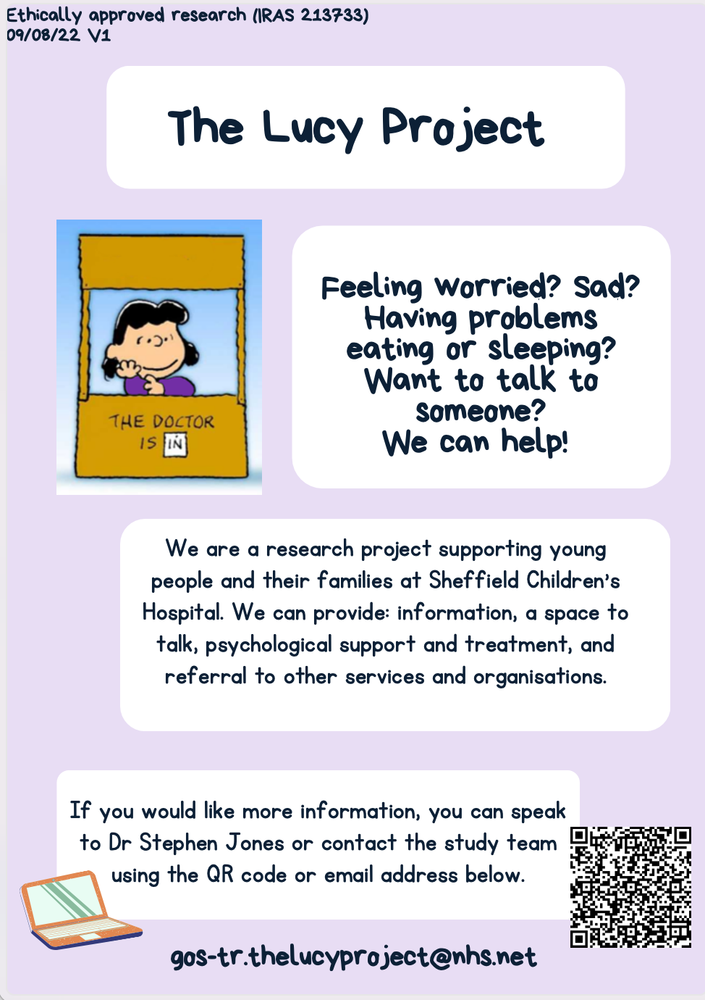 Ethically approved research (IRAS 213733)
09/08/22 V1
The Lucy Project
Feeling worried? Sad?
Having problems
eating or sleeping?
Want to talk to
someone?
We can help!
THE DOCTOR
IS IN
We are a research project supporting young
people and their families at Sheffield Children's
Hospital. We can provide: information, a space to
talk, psychological support and treatment, and
referral to other services and organisations.
If you would like more information, you can speak
to Dr Stephen Jones or contact the study team
using the QR code or email address below.
gos-tr.thelucyproject@nhs.net